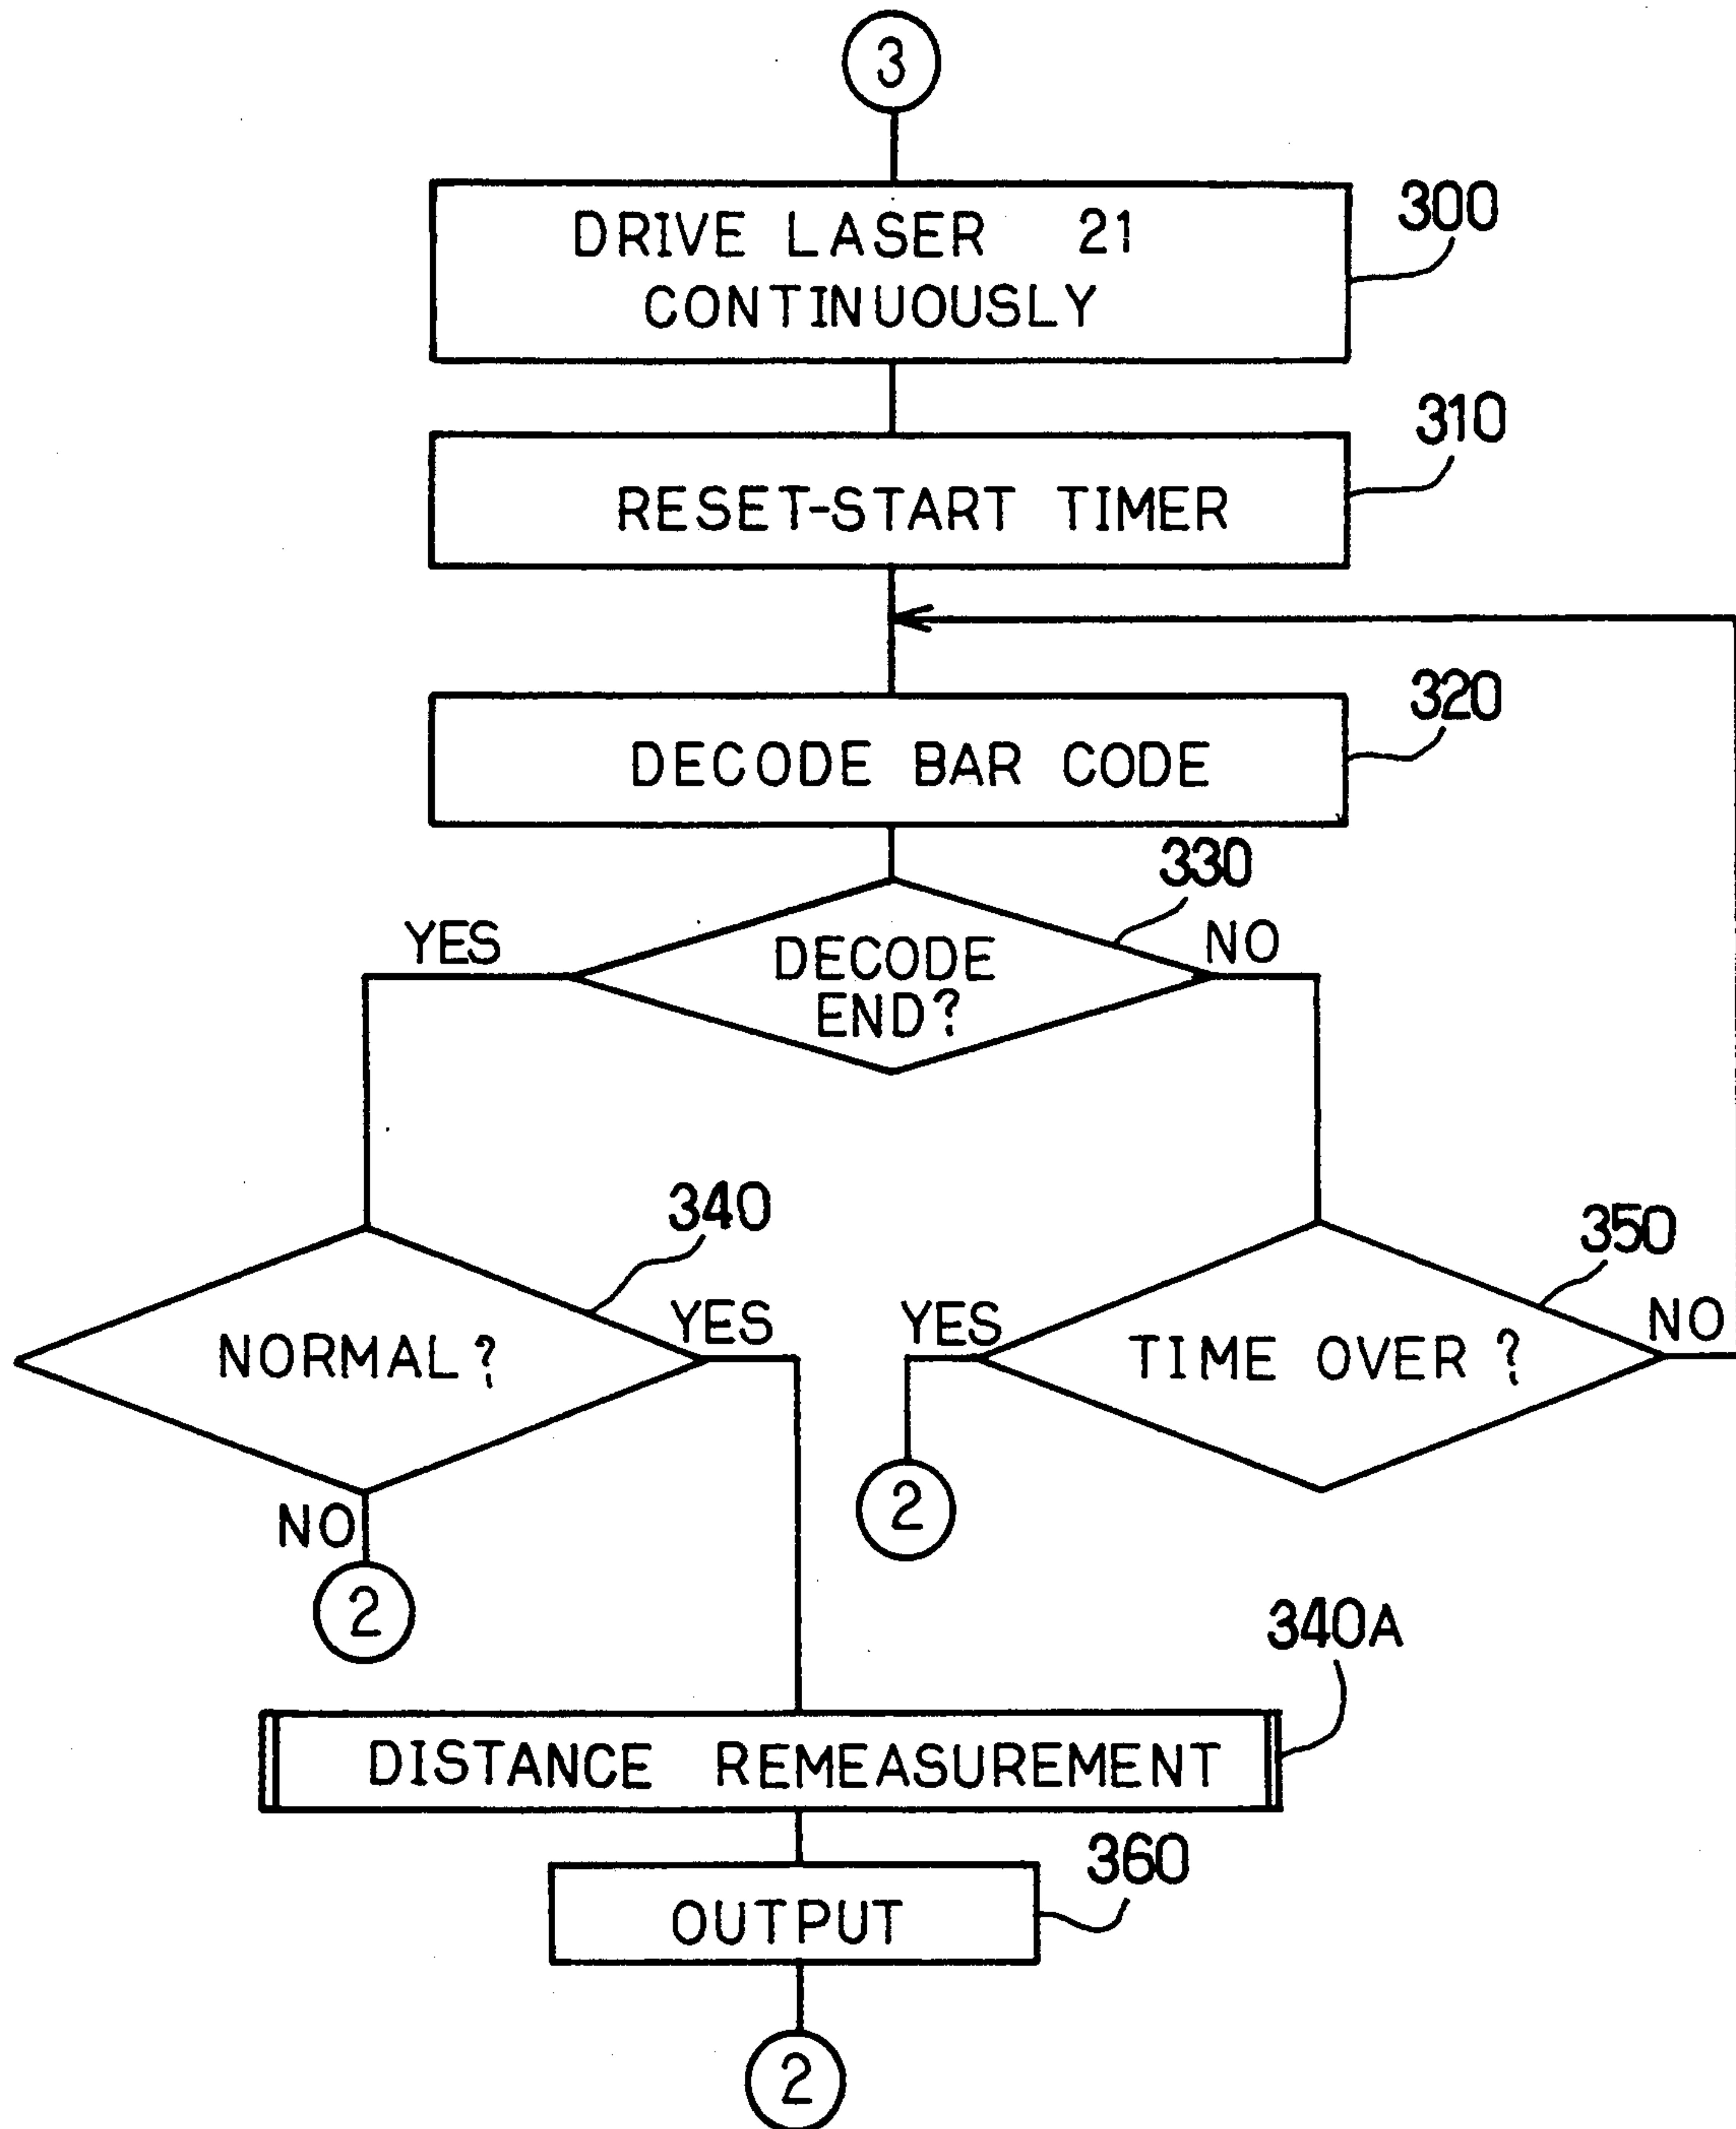 3
DRIVE LASER 21
CONTINUOUSLY
300
RESET-START TIMER
310
DECODE BAR CODE
320
330
YES
NO
DECODE
END?
340
350
NORMAL?
YES
YES
TIME OVER?
NO
NO
2
2
340A
DISTANCE REMEASUREMENT
360
OUTPUT
2